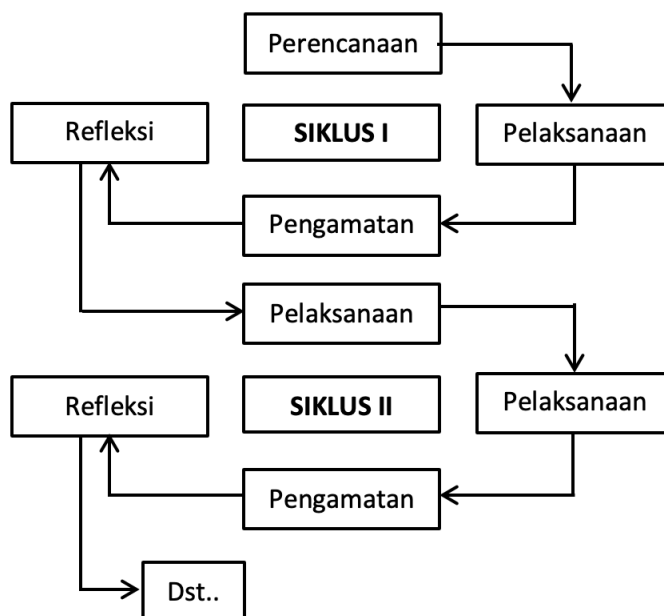 Perencanaan
Refleksi
SIKLUS I
Pelaksanaan
Pengamatan
Pelaksanaan
Refleksi
SIKLUS II
Pelaksanaan
Pengamatan
Dst..